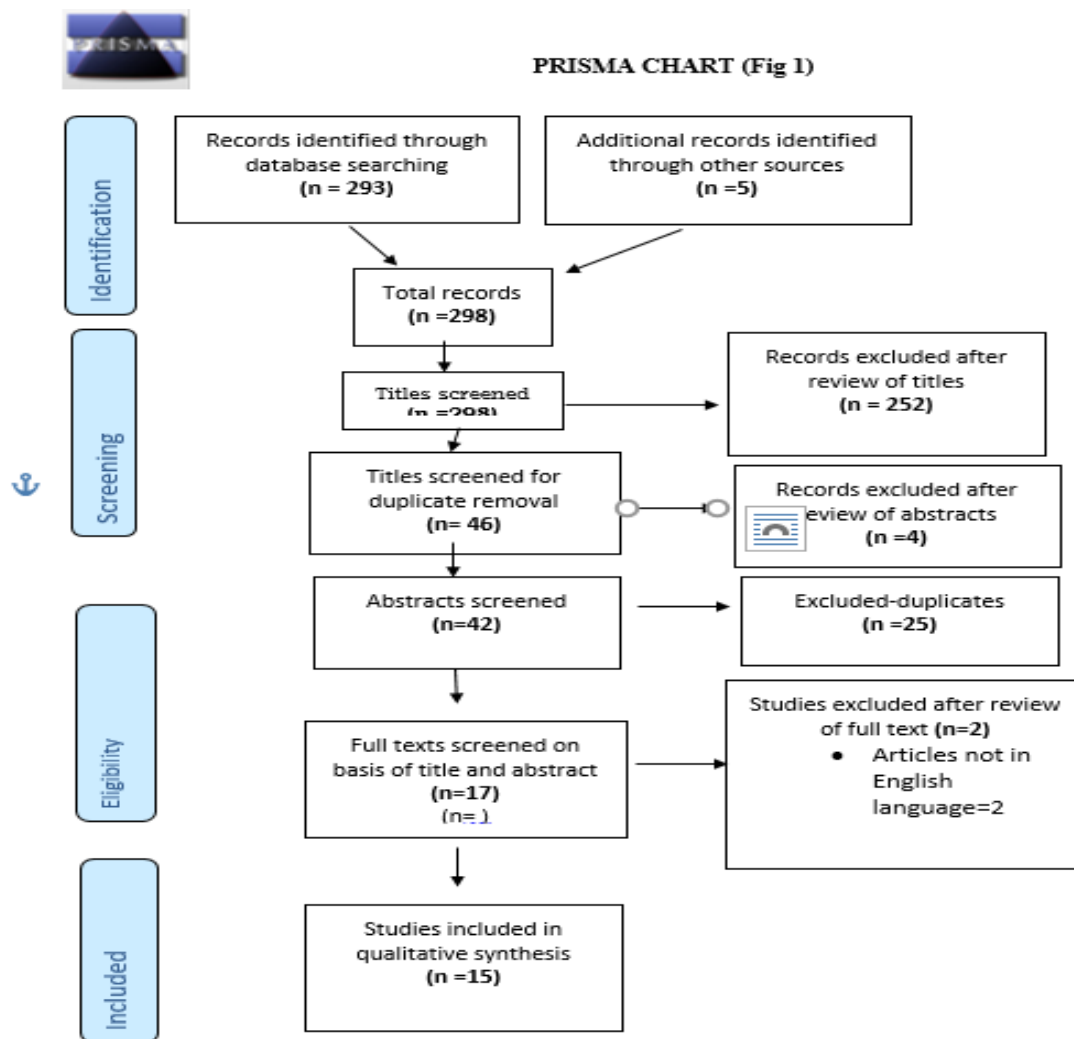 PRISMA
PRISMA CHART (Fig 1)
Identification
Records identified through
database searching
(n = 293)
Additional records identified
through other sources
(n =5)
Total records
(n =298)
Screening
Titles screened
(n =298)
Records excluded after
review of titles
(n = 252)
Titles screened for
duplicate removal
(n= 46)
Records excluded after
eview of abstracts
(n =4)
Abstracts screened
(n=42)
Excluded-duplicates
(n =25)
Eligibility
Full texts screened on
basis of title and abstract
(n=17)
(n= )
Studies excluded after review
of full text (n=2)
● Articles not in
English
language=2
Included
Studies included in
qualitative synthesis
(n =15)